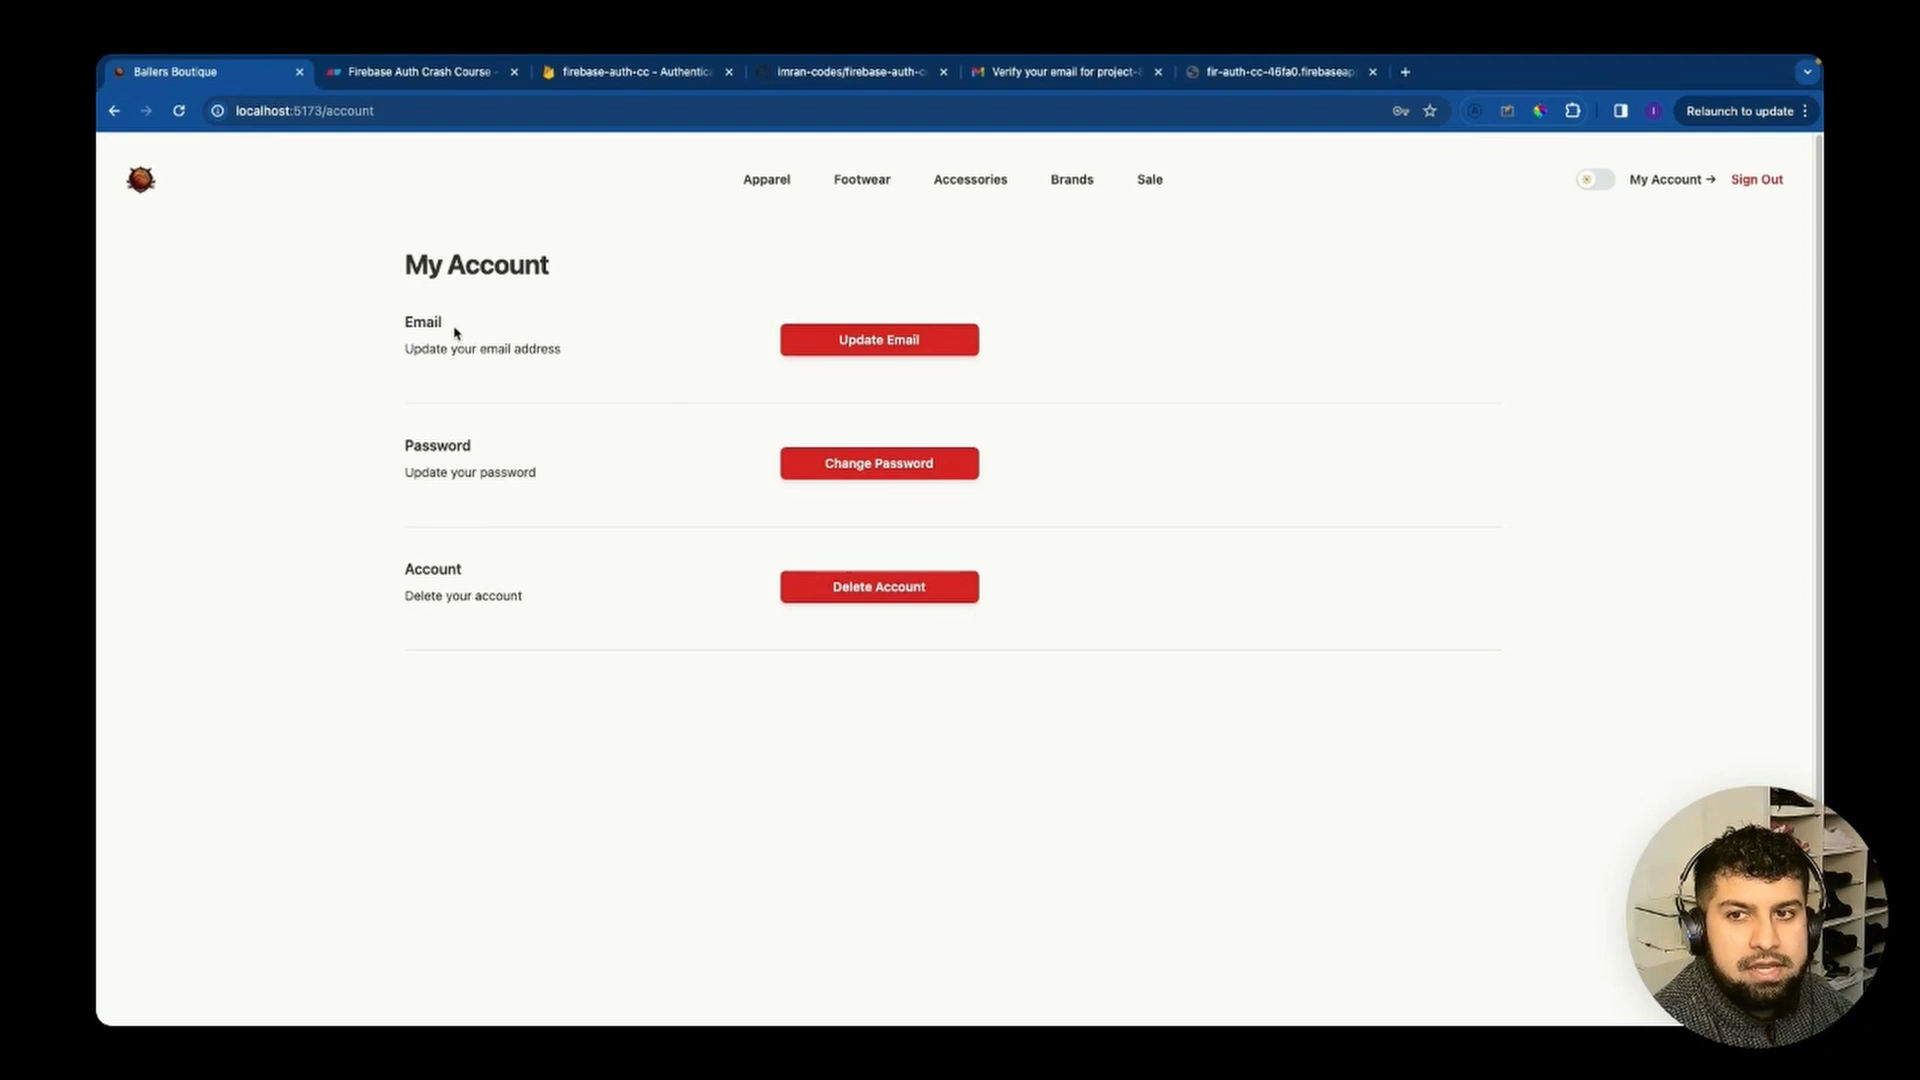 Ballers Boutique
Firebase Auth Crash Course -
firebase-auth-cc - Authentica
imran-codes/firebase-auth-c
Verify your email for project-
fir-auth-cc-46fa0.firebaseap
localhost:5173/account
Relaunch to update
Apparel
Footwear
Accessories
Brands
Sale
My Account →
Sign Out
My Account
Email
Update your email address
Update Email
Password
Update your password
Change Password
Account
Delete your account
Delete Account